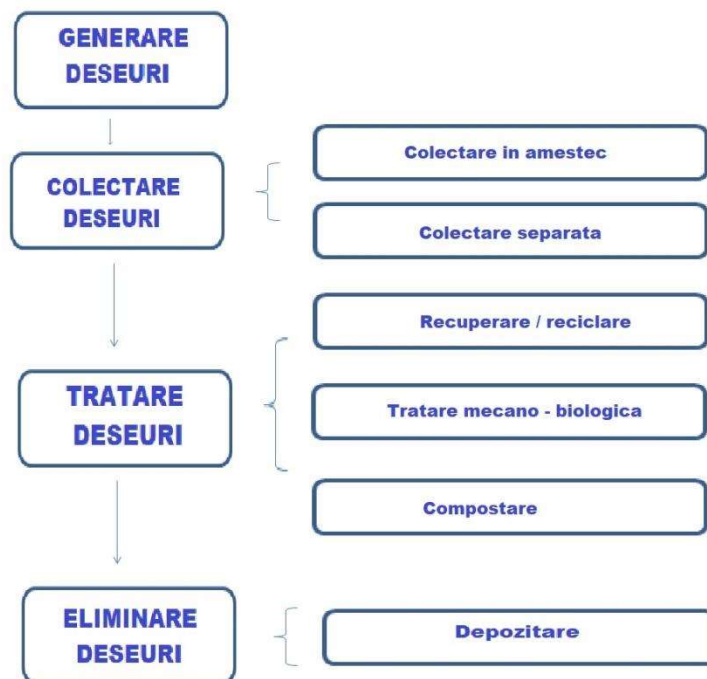 GENERARE
DESEURI
Colectare in amestec
COLECTARE
DESEURI
Colectare separata
Recuperare / reciclare
TRATARE
DESEURI
Tratare mecano - biologica
Compostare
ELIMINARE
DESEURI
Depozitare